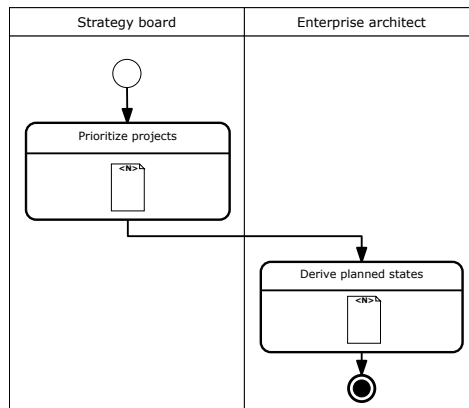 Strategy board
Enterprise architect
Prioritize projects
<N>
Derive planned states
<N>